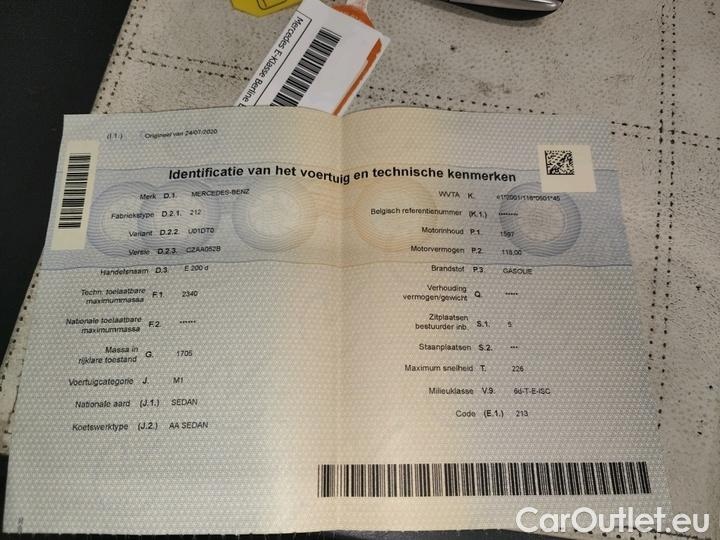 Mercedes E-Klasse Berline
(I.1.) Origineel van 24/07/2020
Identificatie van het voertuig en technische kenmerken
Merk D.1. MERCEDES-BENZ
Fabriekstype D.2.1. 212
Variant D.2.2. U01DT0
Versie D.2.3. CZAA052B
Handelsnaam D.3. E 200 d
Techn. toelaatbare
maximummassa F.1. 2340
Nationale toelaatbare
maximummassa F.2. ******
Massa in
rijklare toestand G. 1705
Voertuigcategorie J. M1
Nationale aard (J.1.) SEDAN
Koetswerktype (J.2.) AA SEDAN
WVTA K. e1*2001/116*0501*45
Belgisch referentienummer (K.1.) ********
Motorinhoud P.1. 1597
Motorvermogen P.2. 118,00
Brandstof P.3. GASOLIE
Verhouding
vermogen/gewicht Q. *****
Zitplaatsen
bestuurder inb. S.1. 5
Staanplaatsen S.2. ***
Maximum snelheid T. 226
Milieuklasse V.9. 6d-T-E-ISC
Code (E.1.) 213
CarOutlet.eu